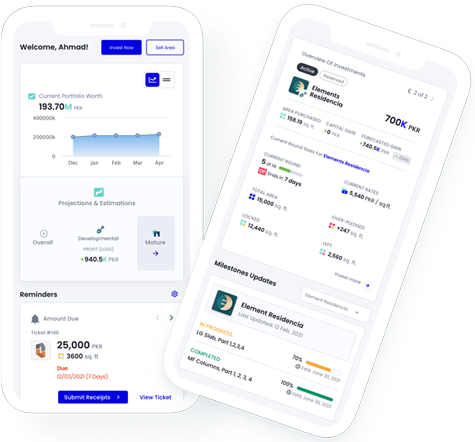 Welcome, Ahmad!
Invest Now
Sell Area
Current Portfolio Worth
193.70M PKR
400000k
200000k
0
Dec Jan Feb Mar Apr
Projections & Estimations
Overall
Developmental
Mature
PROFIT (LOSS)
+940.5K PKR
Reminders
Amount Due
Ticket #146
25,000 PKR
3600 sq. ft
Due
12/03/2021 (7 Days)
Submit Receipts
View Ticket
Overview Of Investments
Active
Reserved
2 of 2
Elements
Residencia
700K PKR
AREA PURCHASED
158.19 sq. ft.
CAPITAL GAIN
+0 PKR
FORECASTED GAIN
+740.5K PKR
Current Round Stats For Elements Residencia
CURRENT ROUND
5 of 14
Ends in 7 days
CURRENT RATES
5,540 PKR / sq.ft.
TOTAL AREA
15,000 sq. ft.
OVER-PLEDGED
+247 sq. ft.
LOCKED
12,440 sq. ft.
LEFT
2,560 sq. ft.
Invest more
Milestones Updates
Element Residencia
Element Residencia
Last Updated: 12 Feb, 2021
IN PROGRESS
LG Slab, Part 1,2,3,4
70%
Estd. June 30, 2021
COMPLETED
MF Columns, Part 1, 2, 3, 4
100%
Estd. June 30, 2021